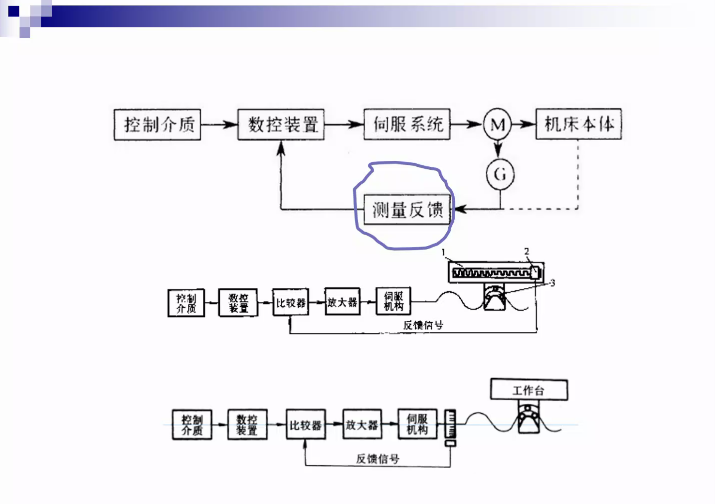 控制介质
数控装置
伺服系统
M
机床本体
G
测量反馈
1
2
3
控制
介质
数控
装置
比较器
放大器
伺服
机构
反馈信号
工作台
控制
介质
数控
装置
比较器
放大器
伺服
机构
反馈信号